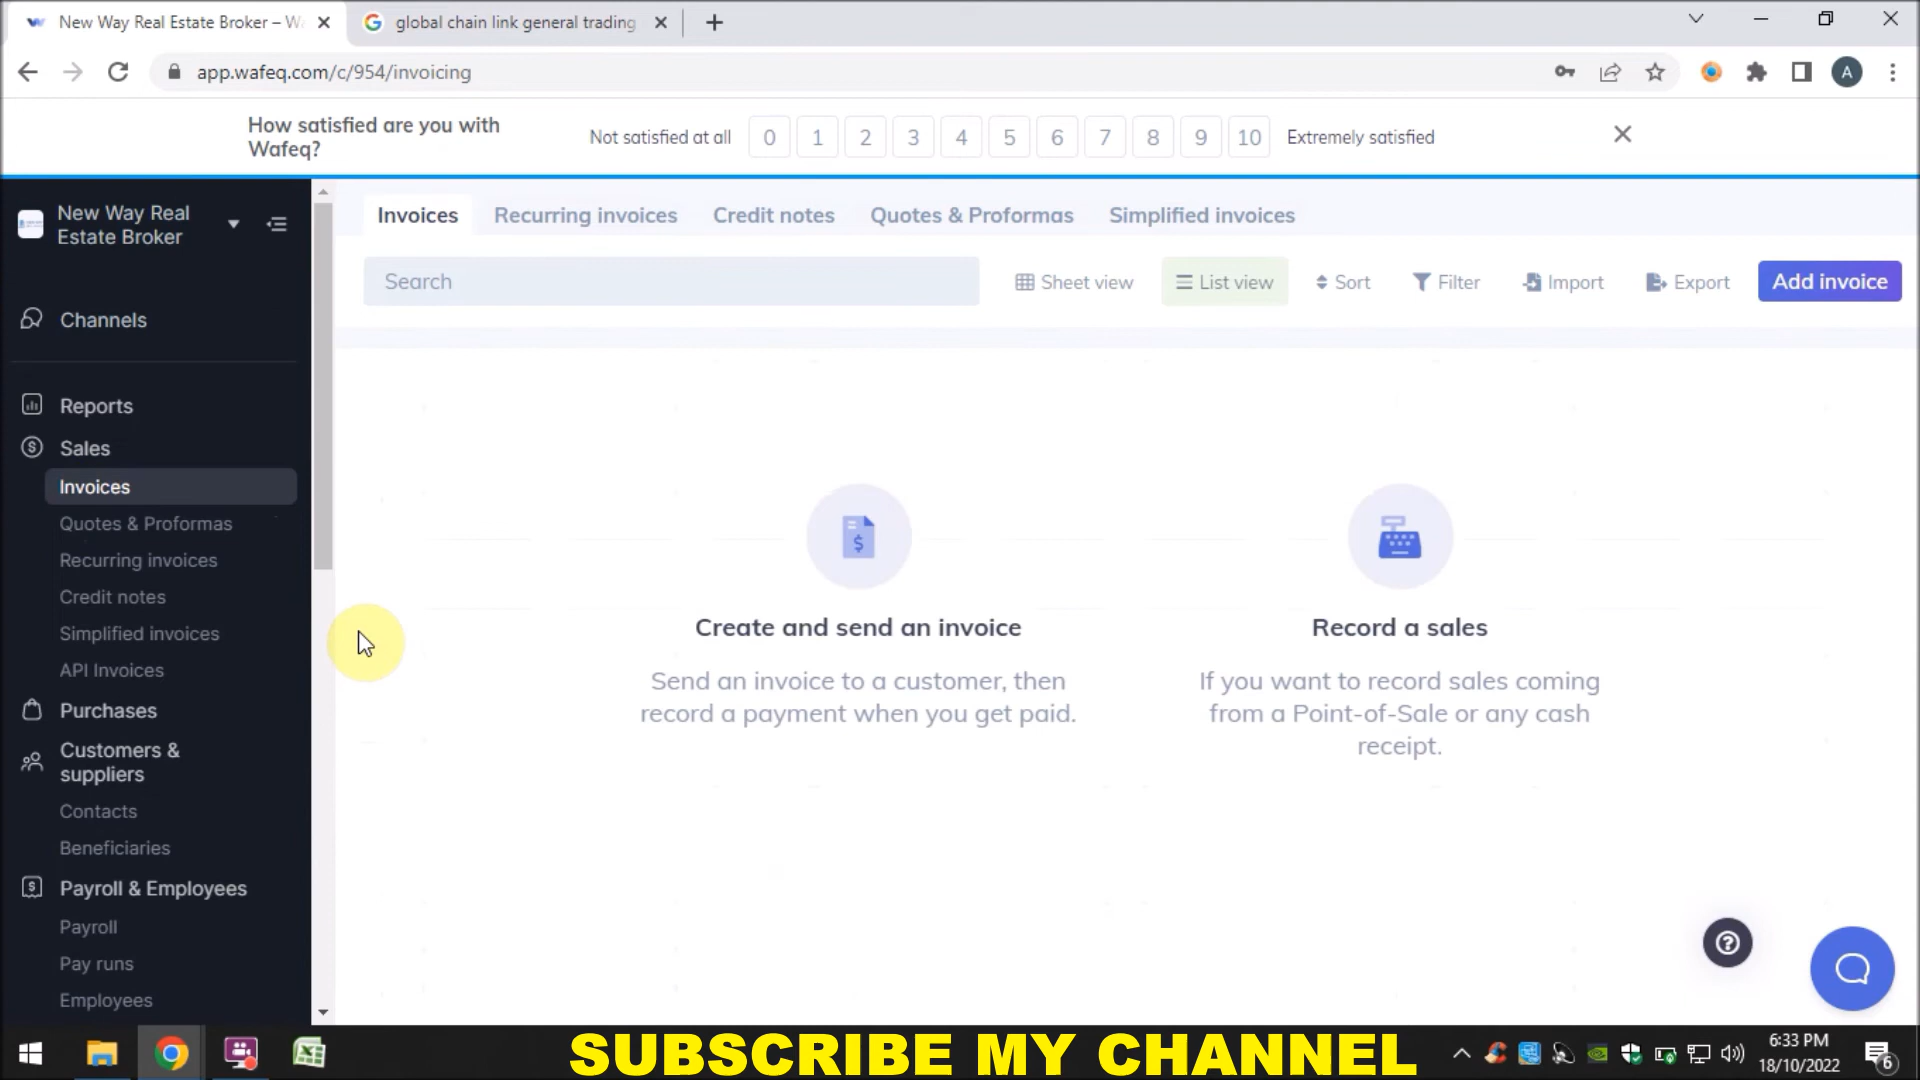 New Way Real Estate Broker – Wa
global chain link general trading
app.wafeq.com/c/954/invoicing
A
How satisfied are you with
Wafeq?
Not satisfied at all 0 1 2 3 4 5 6 7 8 9 10 Extremely satisfied
New Way Real
Estate Broker
Channels
Reports
Sales
Invoices
Quotes & Proformas
Recurring invoices
Credit notes
Simplified invoices
API Invoices
Purchases
Customers &
suppliers
Contacts
Beneficiaries
Payroll & Employees
Payroll
Pay runs
Employees
Invoices Recurring invoices Credit notes Quotes & Proformas Simplified invoices
Search Sheet view List view Sort Filter Import Export Add invoice
Create and send an invoice
Send an invoice to a customer, then
record a payment when you get paid.
Record a sales
If you want to record sales coming
from a Point-of-Sale or any cash
receipt.
SUBSCRIBE MY CHANNEL
6:33 PM
18/10/2022
6